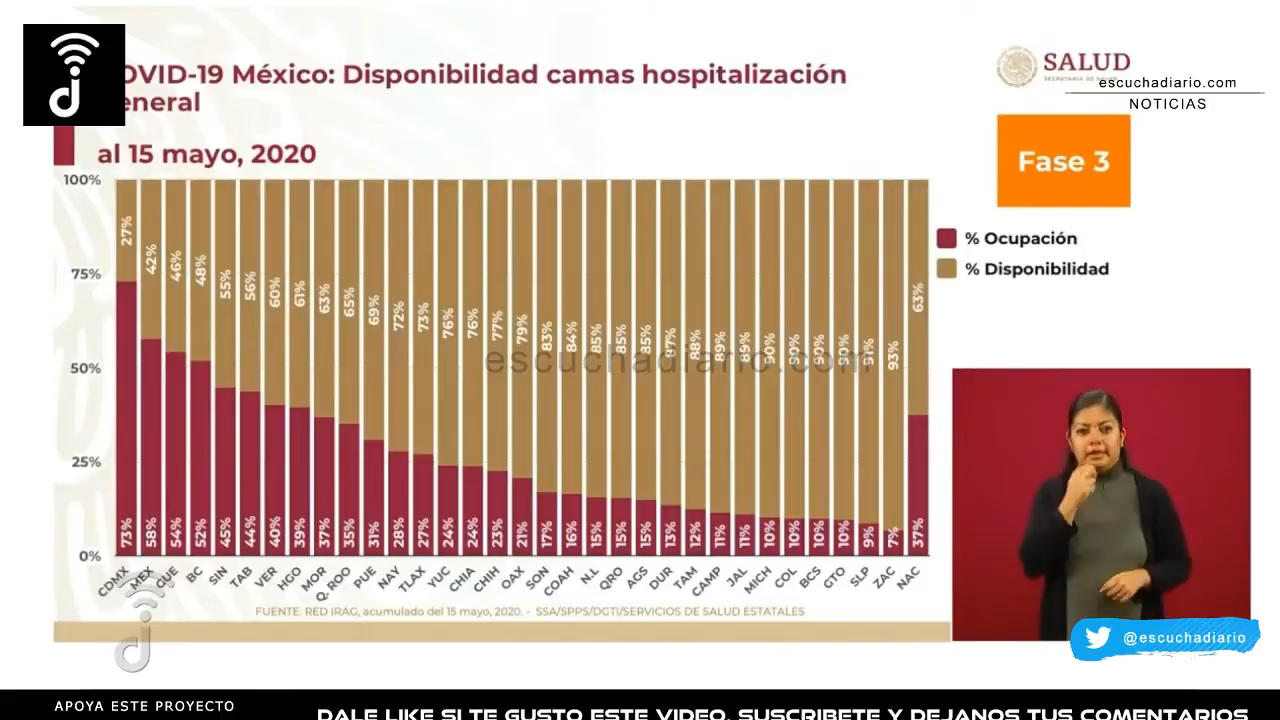 OVID-19 México: Disponibilidad camas hospitalización
eneral
al 15 mayo, 2020
SALUD
SECRETARÍA DE SALUD
escuchadiario.com
NOTICIAS
Fase 3
% Ocupación
% Disponibilidad
100%
75%
50%
25%
0%
27% 42% 46% 48% 55% 56% 60% 61% 63% 65% 69% 72% 73% 76% 76% 77% 79% 83% 84% 85% 85% 85% 87% 88% 89% 89% 90% 90% 90% 90% 91% 93% 63%
escuchadiario.com
73% 58% 54% 52% 45% 44% 40% 39% 37% 35% 31% 28% 27% 24% 24% 23% 21% 17% 16% 15% 15% 15% 13% 12% 11% 11% 10% 10% 10% 10% 9% 7% 37%
CDMX MEX GUE BC SIN TAB VER HGO MOR Q.ROO PUE NAY TLAX YUC CHIA CHIH OAX SON COAH N.L QRO AGS DUR TAM CAMP JAL MICH COL BCS GTO SLP ZAC NAC
FUENTE: RED IRAG, acumulado del 15 mayo, 2020. - SSA/SPPS/DGTI/SERVICIOS DE SALUD ESTATALES
@escuchadiario
APOYA ESTE PROYECTO
DALE LIKE SI TE GUSTO ESTE VIDEO, SUSCRIBETE Y DEJANOS TUS COMENTARIOS